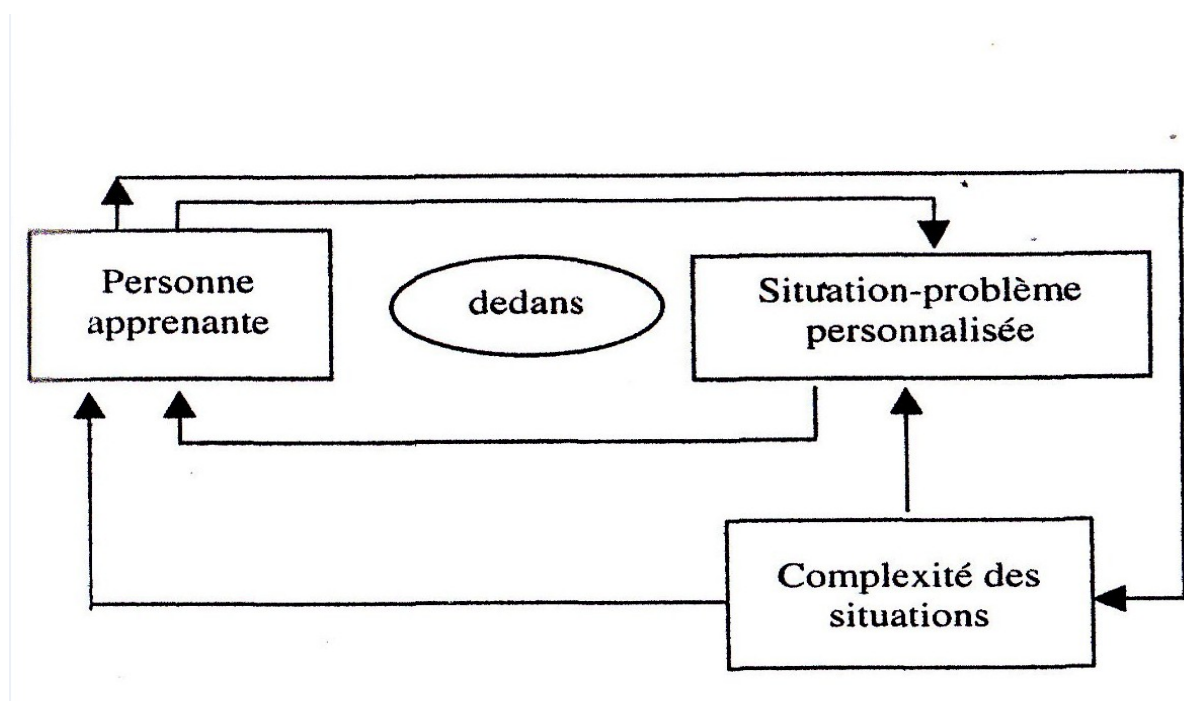 Personne
apprenante
dedans
Situation-problème
personnalisée
Complexité des
situations